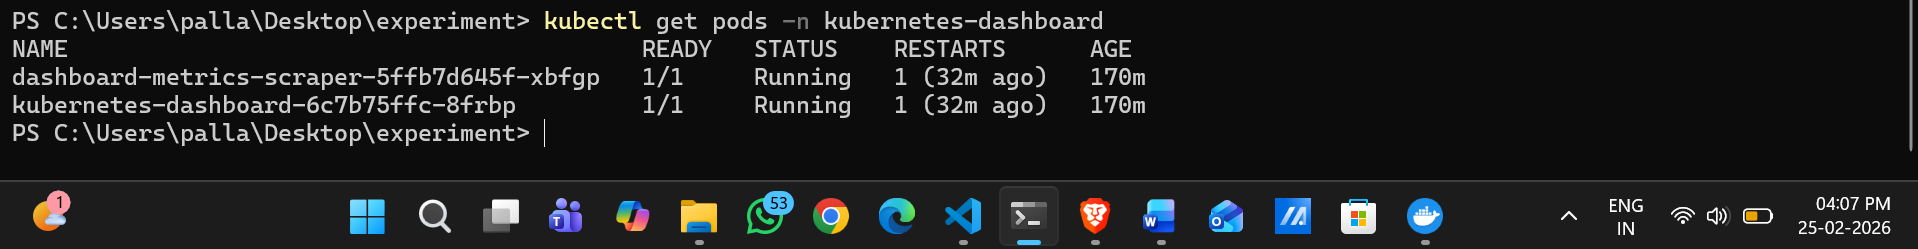 PS C:\Users\palla\Desktop\experiment> kubectl get pods -n kubernetes-dashboard
NAME READY STATUS RESTARTS AGE
dashboard-metrics-scraper-5ffb7d645f-xbfgp 1/1 Running 1 (32m ago) 170m
kubernetes-dashboard-6c7b75ffc-8frbp 1/1 Running 1 (32m ago) 170m
PS C:\Users\palla\Desktop\experiment>
1
T
53
W
O
ENG
IN
04:07 PM
25-02-2026